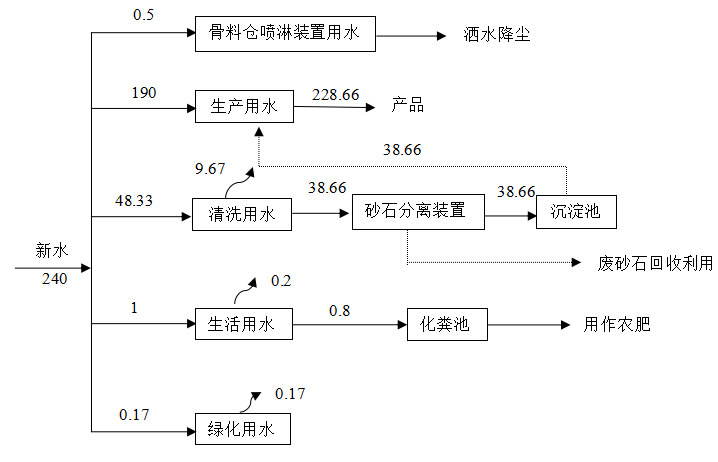 0.5
骨料仓喷淋装置用水
洒水降尘
190
生产用水
228.66
产品
38.66
9.67
48.33
清洗用水
38.66
砂石分离装置
38.66
沉淀池
新水
240
废砂石回收利用
0.2
1
生活用水
0.8
化粪池
用作农肥
0.17
0.17
绿化用水